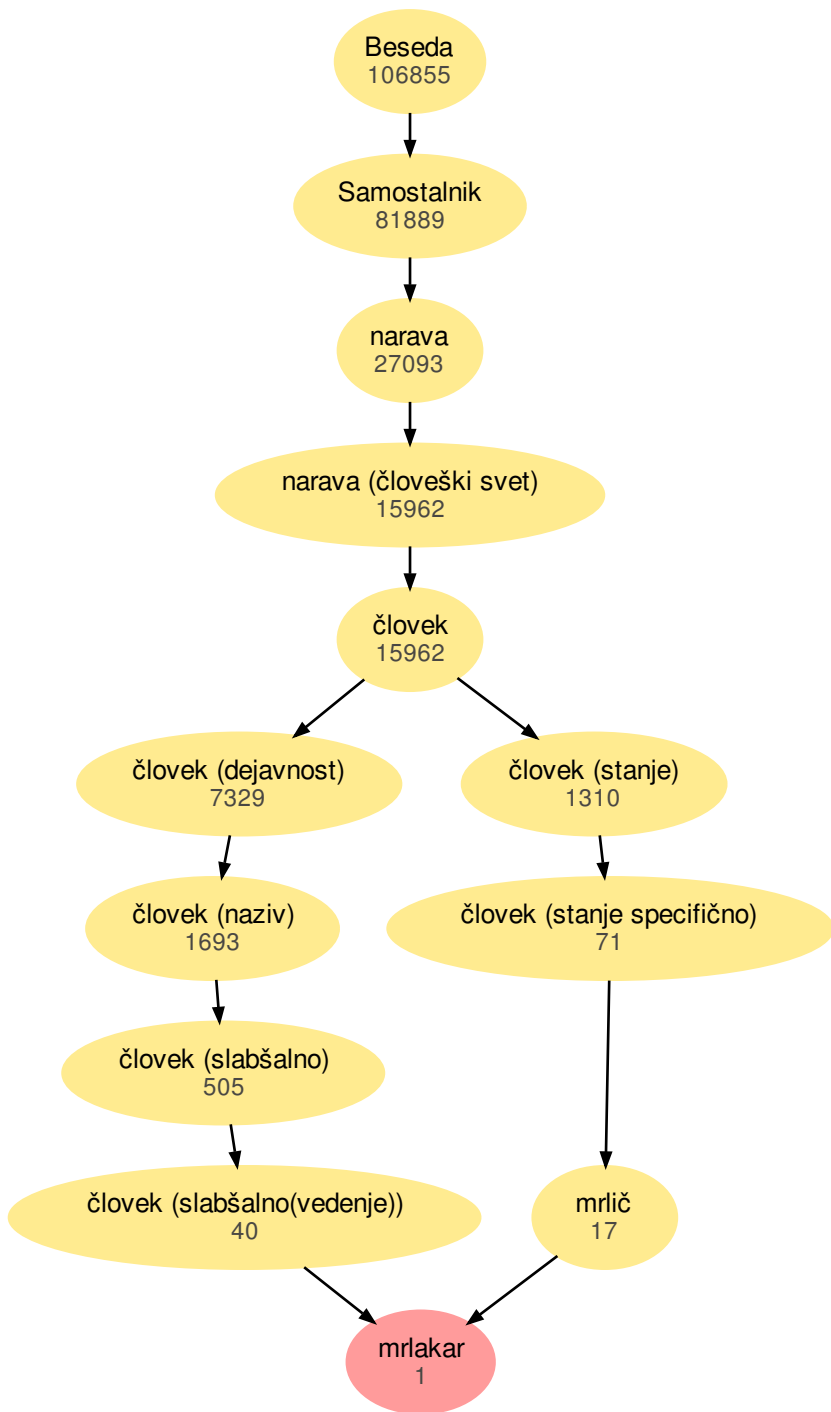 Beseda
106855
Samostalnik
81889
narava
27093
narava (človeški svet)
15962
človek
15962
človek (dejavnost)
7329
človek (stanje)
1310
človek (naziv)
1693
človek (stanje specifično)
71
človek (slabšalno)
505
človek (slabšalno(vedenje))
40
mrlič
17
mrlakar
1